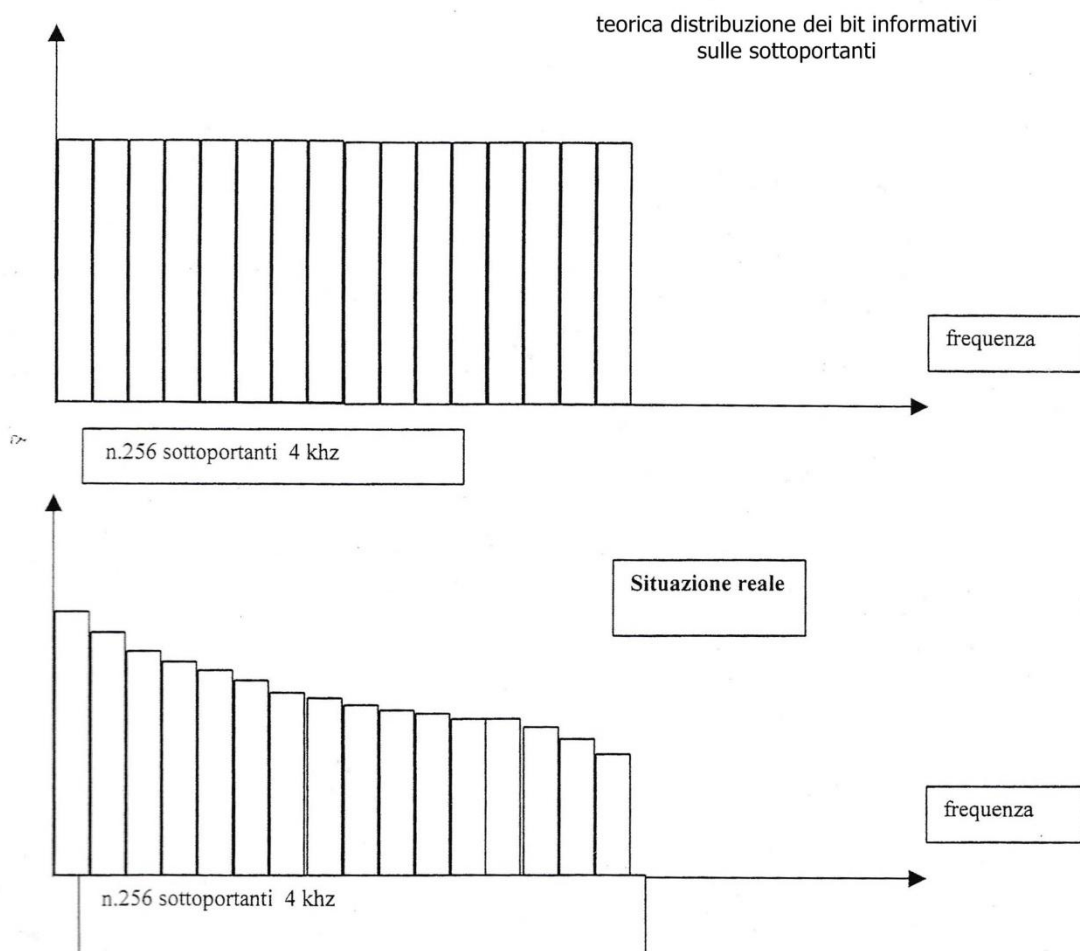 teorica distribuzione dei bit informativi
sulle sottoportanti
frequenza
n.256 sottoportanti 4 khz
Situazione reale
frequenza
n.256 sottoportanti 4 khz